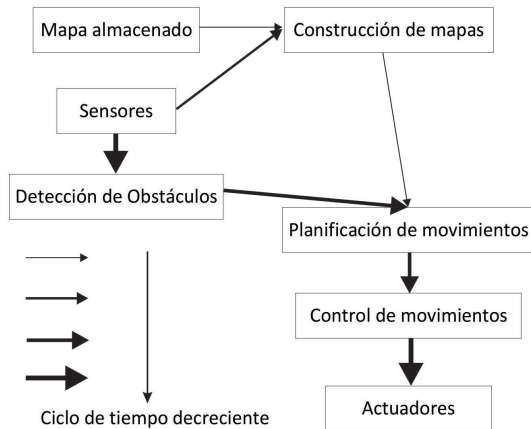 Mapa almacenado
Construcción de mapas
Sensores
Detección de Obstáculos
Planificación de movimientos
Control de movimientos
Actuadores
Ciclo de tiempo decreciente